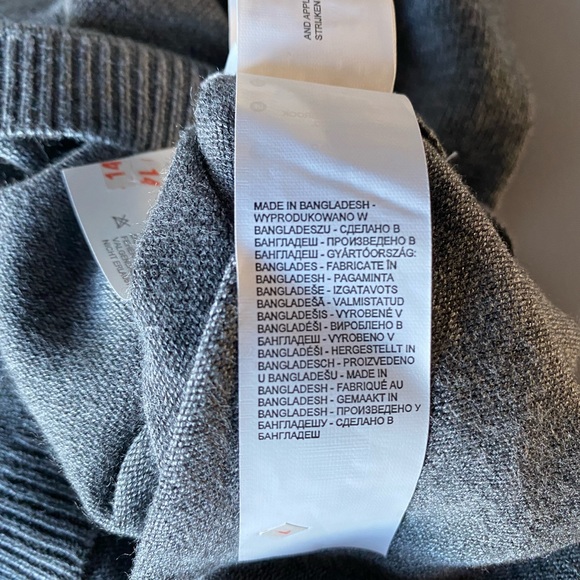 AND APPL
STRIJKEN
14
MADE IN BANGLADESH -
WYPRODUKOWANO W
BANGLADESZU - СДЕЛАНО В
БАНГЛАДЕШ - ПРОИЗВЕДЕНО В
БАНГЛАДЕШ - GYÁRTÓORSZÁG:
BANGLADES - FABRICATE ÎN
BANGLADESH - PAGAMINTA
BANGLADEŠE - IZGATAVOTS
BANGLADEŠĀ - VALMISTATUD
BANGLADEŠIS - VYROBENÉ V
BANGLADÉŠI - ВИРОБЛЕНО В
БАНГЛАДЕШ - VYROBENO V
BANGLADÉŠI - HERGESTELLT IN
BANGLADESCH - PROIZVEDENO
U BANGLADEŠU - MADE IN
BANGLADESH - FABRIQUÉ AU
BANGLADESH - GEMAAKT IN
BANGLADESH - ПРОИЗВЕДЕНО У
БАНГЛАДЕШУ - СДЕЛАНО В
БАНГЛАДЕШ